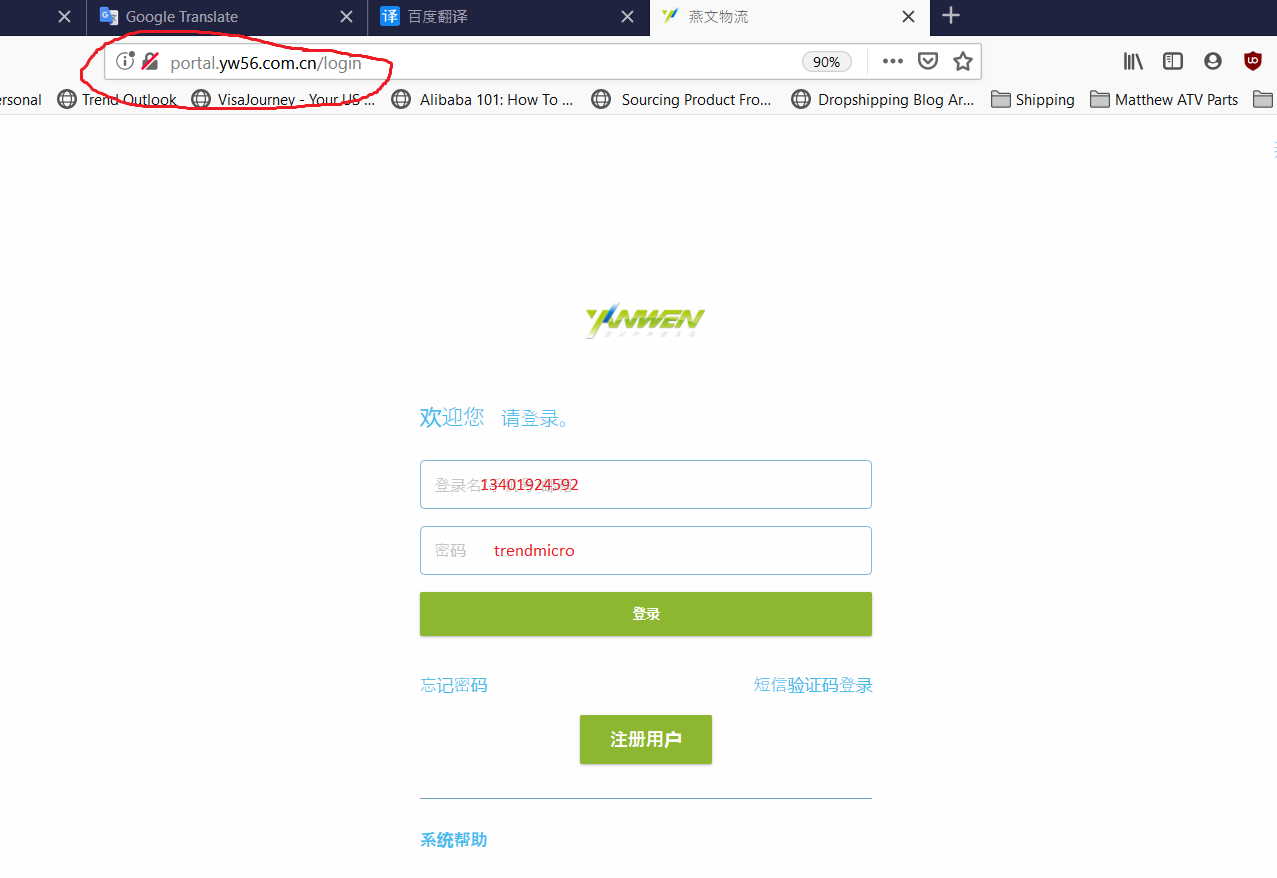 Google Translate
百度翻译
燕文物流
portal.yw56.com.cn/login
90%
ersonal
Trend Outlook
VisaJourney - Your US ...
Alibaba 101: How To ...
Sourcing Product Fro...
Dropshipping Blog Ar...
Shipping
Matthew ATV Parts
YANWEN
EXPRESS
欢迎您 请登录。
登录名 13401924592
密码 trendmicro
登录
忘记密码
短信验证码登录
注册用户
系统帮助